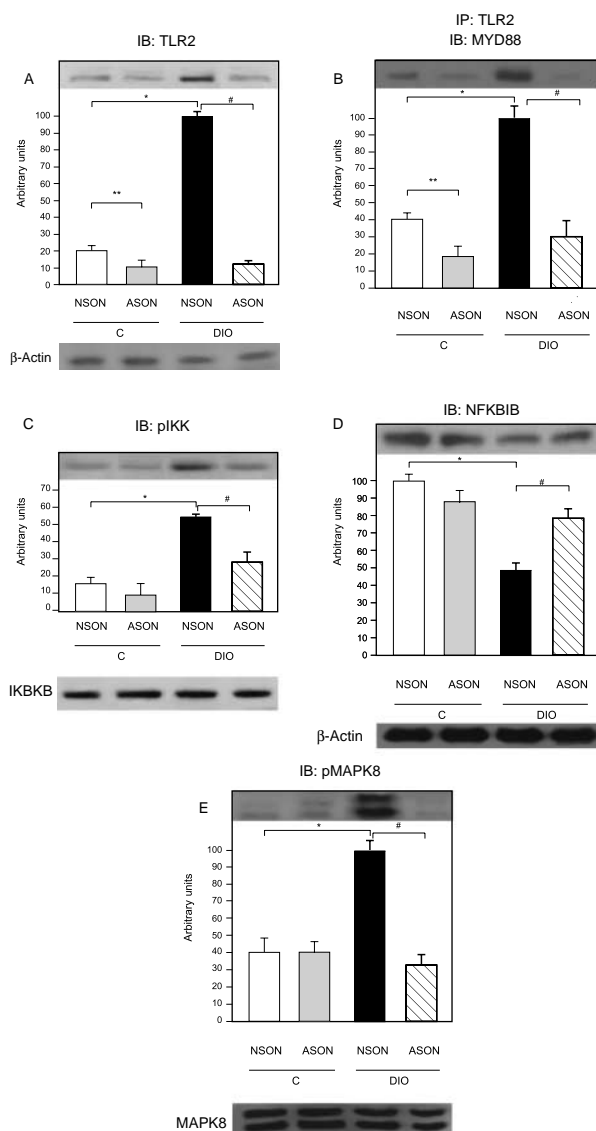 IB: TLR2
A
*
#
**
Arbitrary units
100
90
80
70
60
50
40
30
20
10
0
NSON ASON NSON ASON
C DIO
β-Actin
IP: TLR2
IB: MYD88
B
*
#
**
Arbitrary units
100
90
80
70
60
50
40
30
20
10
0
NSON ASON NSON ASON
C DIO
C
IB: pIKK
*
#
Arbitrary units
70
60
50
40
30
20
10
0
NSON ASON NSON ASON
C DIO
IKBKB
D
IB: NFKBIB
*
#
Arbitrary units
100
90
80
70
60
50
40
30
20
10
0
NSON ASON NSON ASON
C DIO
β-Actin
IB: pMAPK8
E
*
#
Arbitrary units
100
90
80
70
60
50
40
30
20
10
0
NSON ASON NSON ASON
C DIO
MAPK8